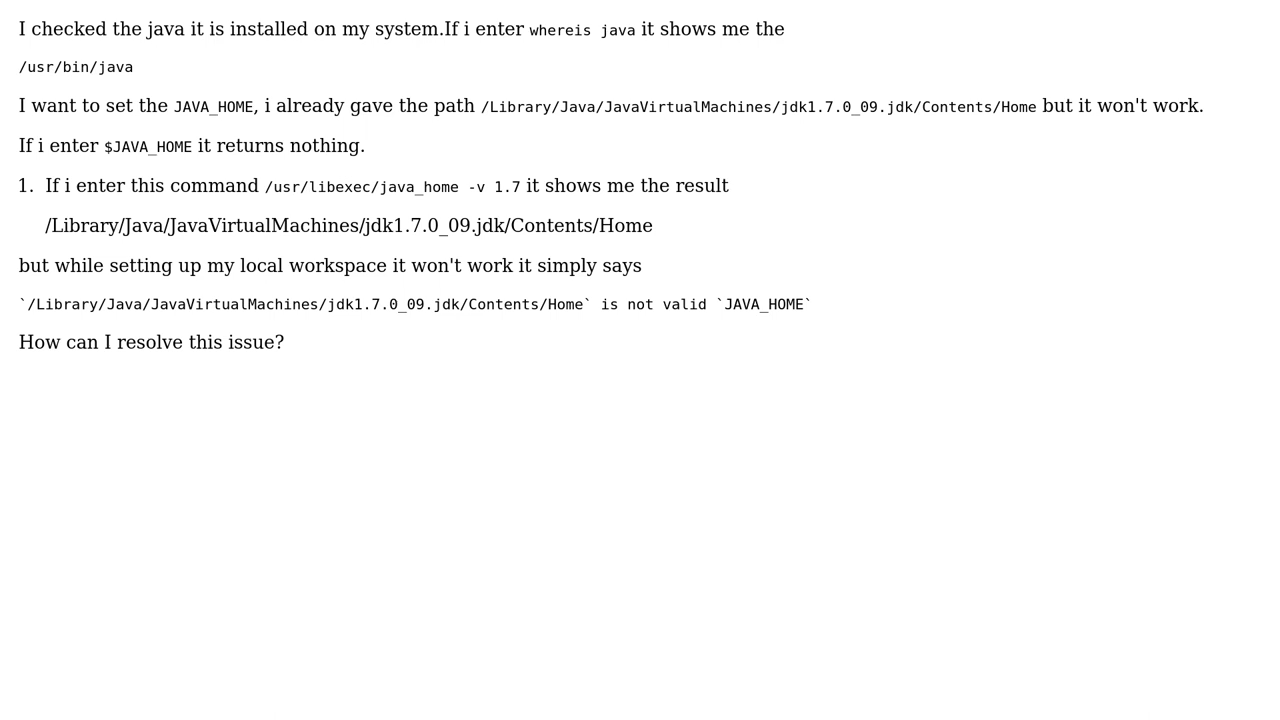 I checked the java it is installed on my system.If i enter whereis java it shows me the
/usr/bin/java
I want to set the JAVA_HOME, i already gave the path /Library/Java/JavaVirtualMachines/jdk1.7.0_09.jdk/Contents/Home but it won't work.
If i enter $JAVA_HOME it returns nothing.
1. If i enter this command /usr/libexec/java_home -v 1.7 it shows me the result
/Library/Java/JavaVirtualMachines/jdk1.7.0_09.jdk/Contents/Home
but while setting up my local workspace it won't work it simply says
`/Library/Java/JavaVirtualMachines/jdk1.7.0_09.jdk/Contents/Home` is not valid `JAVA_HOME`
How can I resolve this issue?